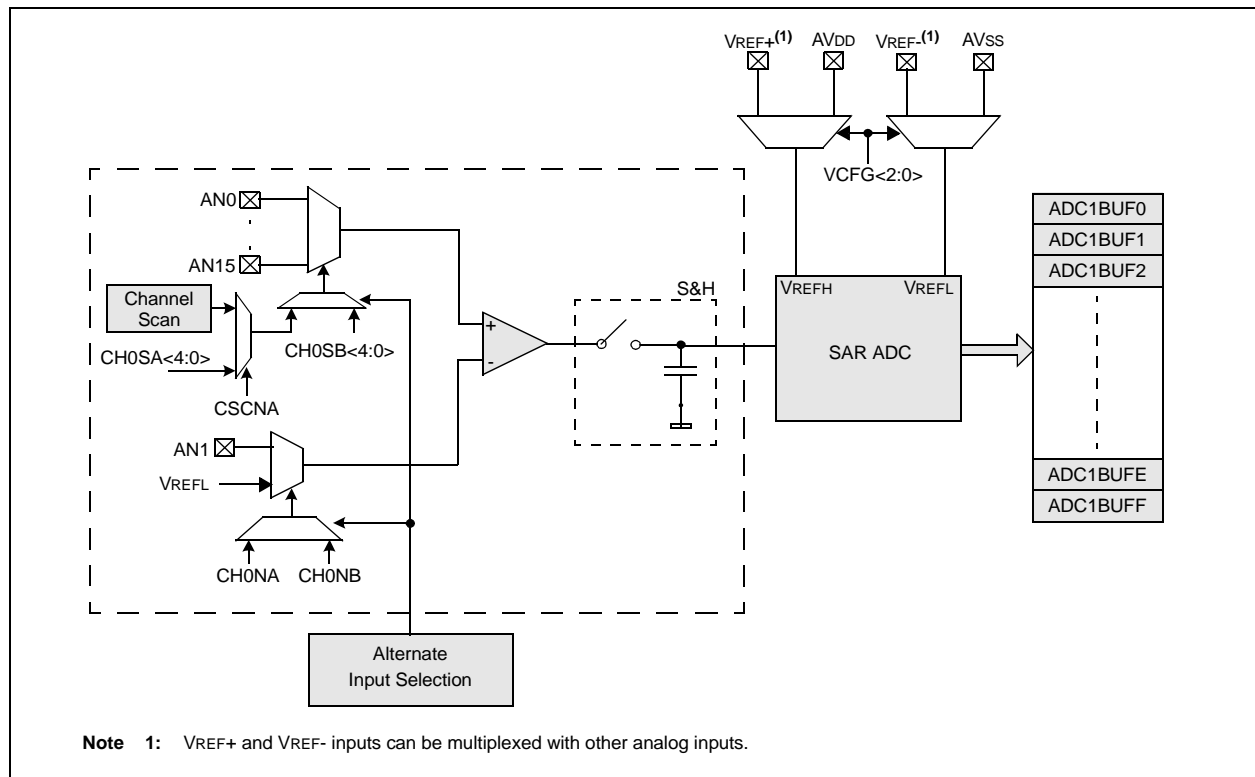 VREF+(1) AVDD VREF-(1) AVSS
VCFG<2:0>
AN0
AN15
Channel
Scan
CH0SA<4:0>
CSCNA
CH0SB<4:0>
AN1
VREFL
CH0NA CH0NB
+
-
S&H
VREFH VREFL
SAR ADC
ADC1BUF0
ADC1BUF1
ADC1BUF2
ADC1BUFE
ADC1BUFF
Alternate
Input Selection
Note 1: VREF+ and VREF- inputs can be multiplexed with other analog inputs.